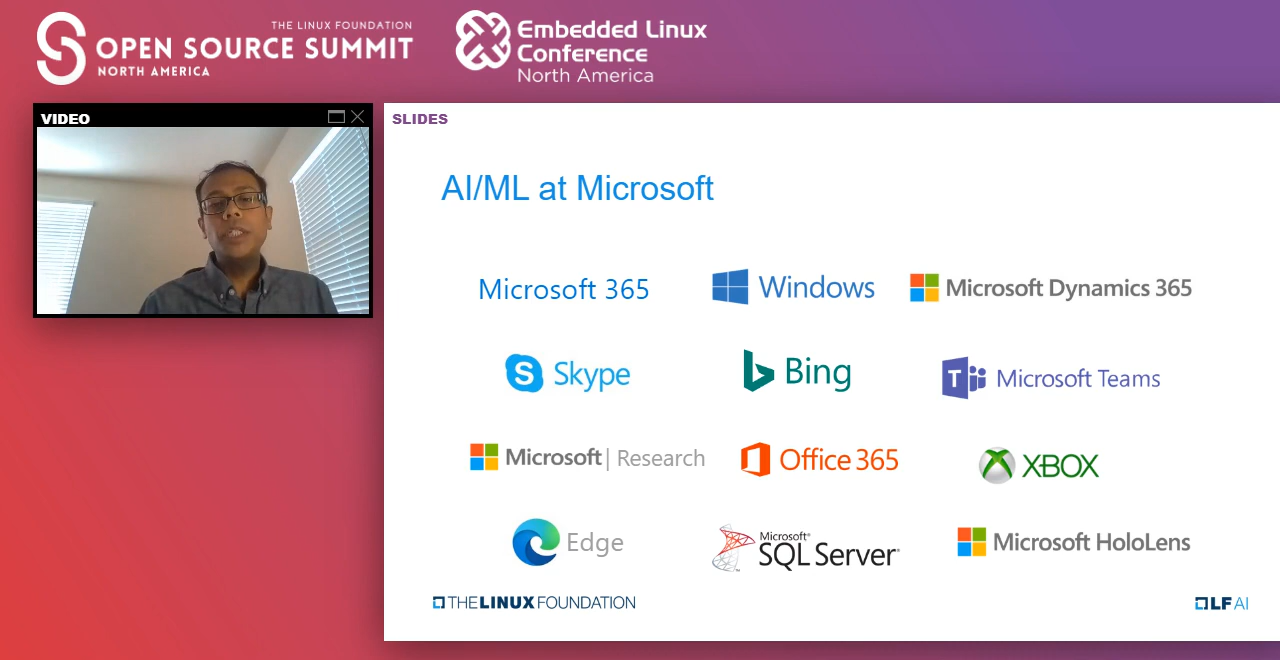 THE LINUX FOUNDATION
OPEN SOURCE SUMMIT
NORTH AMERICA
Embedded Linux
Conference
North America
VIDEO
SLIDES
AI/ML at Microsoft
Microsoft 365
Windows
Microsoft Dynamics 365
S Skype
Bing
T Microsoft Teams
Microsoft | Research
Office 365
XBOX
Edge
Microsoft®
SQL Server®
Microsoft HoloLens
THE LINUX FOUNDATION
LF AI